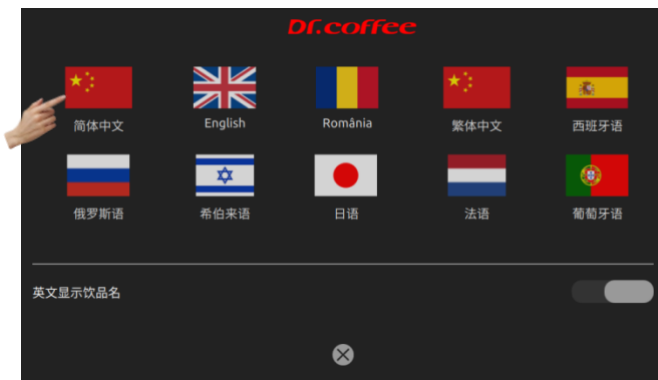 Dr.coffee
简体中文
English
România
繁体中文
西班牙语
俄罗斯语
希伯来语
日语
法语
葡萄牙语
英文显示饮品名